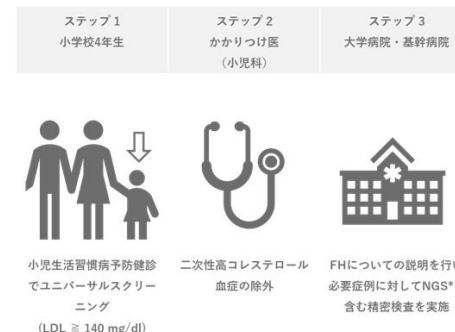 ステップ 1
小学校4年生
ステップ 2
かかりつけ医
(小児科)
ステップ 3
大学病院・基幹病院
小児生活習慣病予防健診
でユニバーサルスクリー
ニング
(LDL ≧ 140 mg/dl)
二次性高コレステロール
血症の除外
FHについての説明を行い
必要症例に対してNGS*
含む精密検査を実施